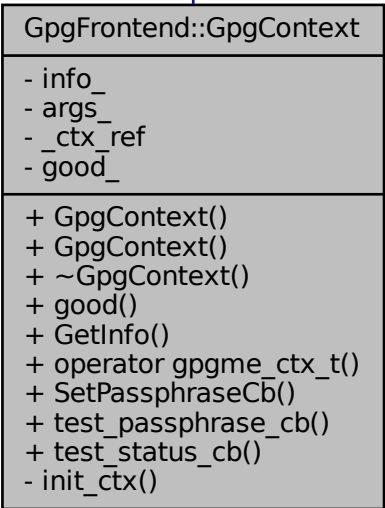 GpgFrontend::GpgContext
- info_
- args_
- _ctx_ref
- good_
+ GpgContext()
+ GpgContext()
+ ~GpgContext()
+ good()
+ GetInfo()
+ operator gpgme_ctx_t()
+ SetPassphraseCb()
+ test_passphrase_cb()
+ test_status_cb()
- init_ctx()